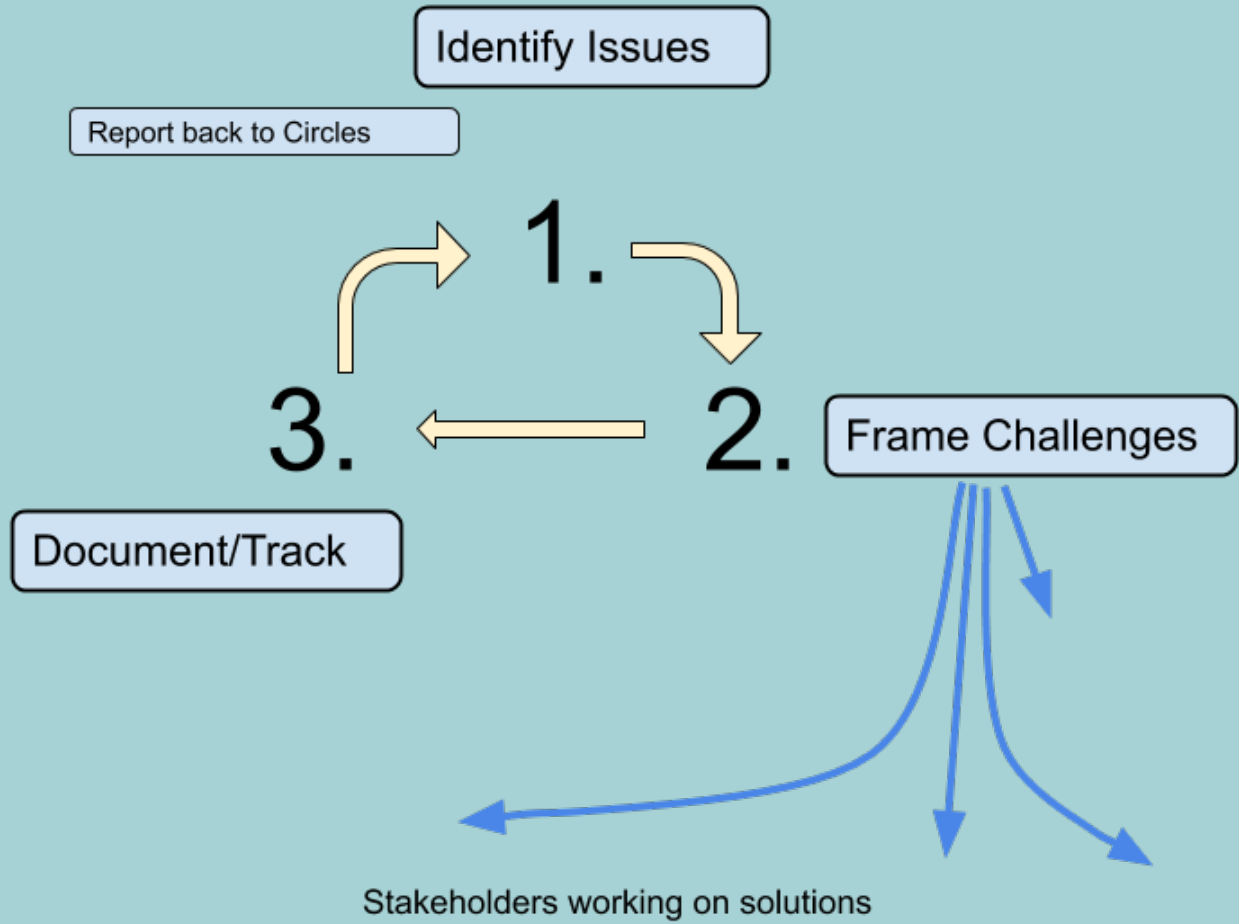 Identify Issues
Report back to Circles
1.
3.
2.
Frame Challenges
Document/Track
Stakeholders working on solutions